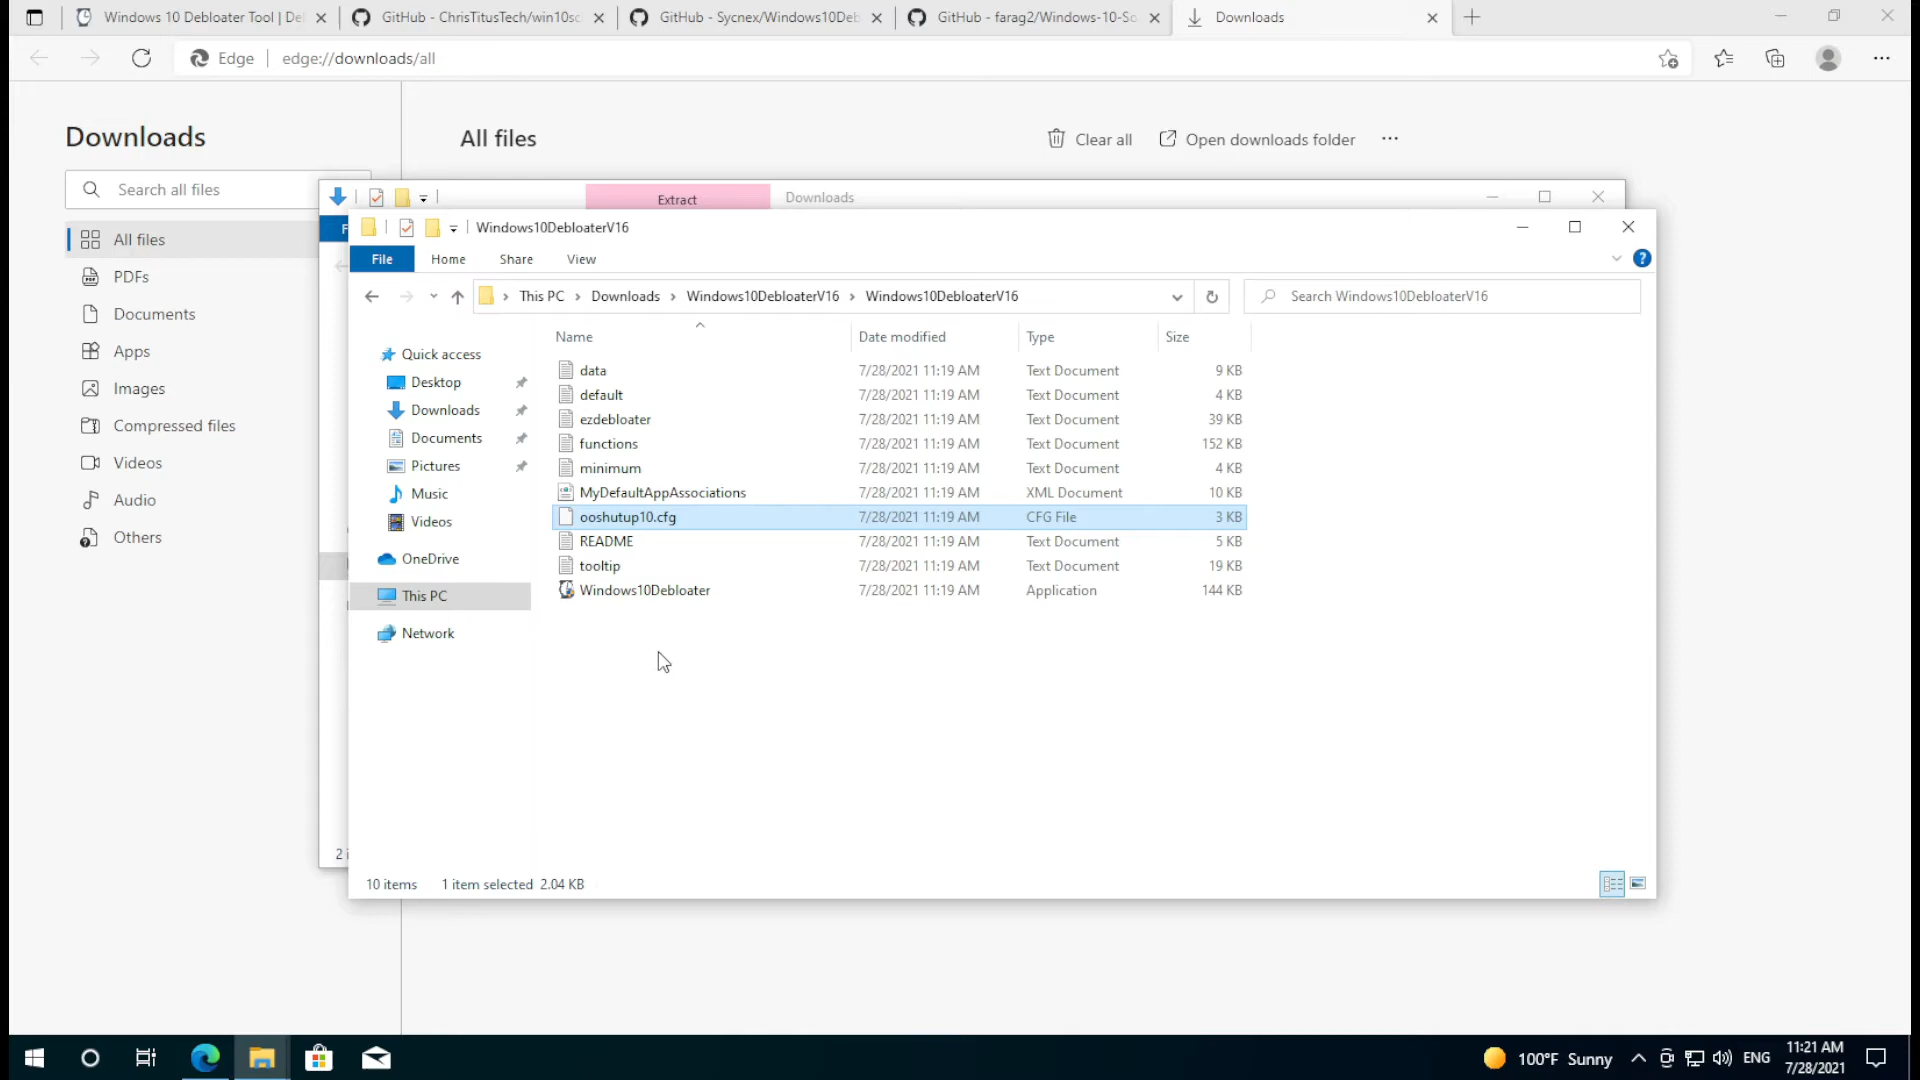 Windows 10 Debloater Tool | De
GitHub - ChrisTitusTech/win10sc
GitHub - Sycnex/Windows10Deb
GitHub - farag2/Windows-10-So
Downloads
Edge
edge://downloads/all
Downloads
All files
Clear all
Open downloads folder
Search all files
Extract
Downloads
All files
PDFs
Documents
Apps
Images
Compressed files
Videos
Audio
Others
F
Windows10DebloaterV16
File
Home
Share
View
This PC > Downloads > Windows10DebloaterV16 > Windows10DebloaterV16
Search Windows10DebloaterV16
Quick access
Desktop
Downloads
Documents
Pictures
Music
Videos
OneDrive
This PC
Network
Name Date modified Type Size
data 7/28/2021 11:19 AM Text Document 9 KB
default 7/28/2021 11:19 AM Text Document 4 KB
ezdebloater 7/28/2021 11:19 AM Text Document 39 KB
functions 7/28/2021 11:19 AM Text Document 152 KB
minimum 7/28/2021 11:19 AM Text Document 4 KB
MyDefaultAppAssociations 7/28/2021 11:19 AM XML Document 10 KB
ooshutup10.cfg 7/28/2021 11:19 AM CFG File 3 KB
README 7/28/2021 11:19 AM Text Document 5 KB
tooltip 7/28/2021 11:19 AM Text Document 19 KB
Windows10Debloater 7/28/2021 11:19 AM Application 144 KB
2 i
10 items 1 item selected 2.04 KB
100°F Sunny
ENG
11:21 AM
7/28/2021